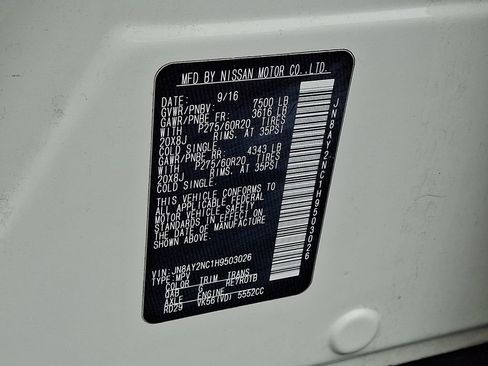 MFD BY NISSAN MOTOR CO.,LTD.
DATE: 9/16
GVWR/PNBV: 7500 LB
GAWR/PNBE FR: 3616 LB
WITH P275/60R20 TIRES
20X8J RIMS AT 35PSI
COLD SINGLE.
GAWR/PNBE RR: 4343 LB
WITH P275/60R20 TIRES
20X8J RIMS AT 35PSI
COLD SINGLE.
THIS VEHICLE CONFORMS TO
ALL APPLICABLE FEDERAL
MOTOR VEHICLE SAFETY
STANDARDS IN EFFECT ON
THE DATE OF MANUFACTURE
SHOWN ABOVE.
VIN: JN8AY2NC1H9503026
TYPE: MPV
COLOR TRIM TRANS
QAB G RE7R01B
AXLE ENGINE
RD29 VK56(VD) 5552CC
JN8AY2NC1H9503026